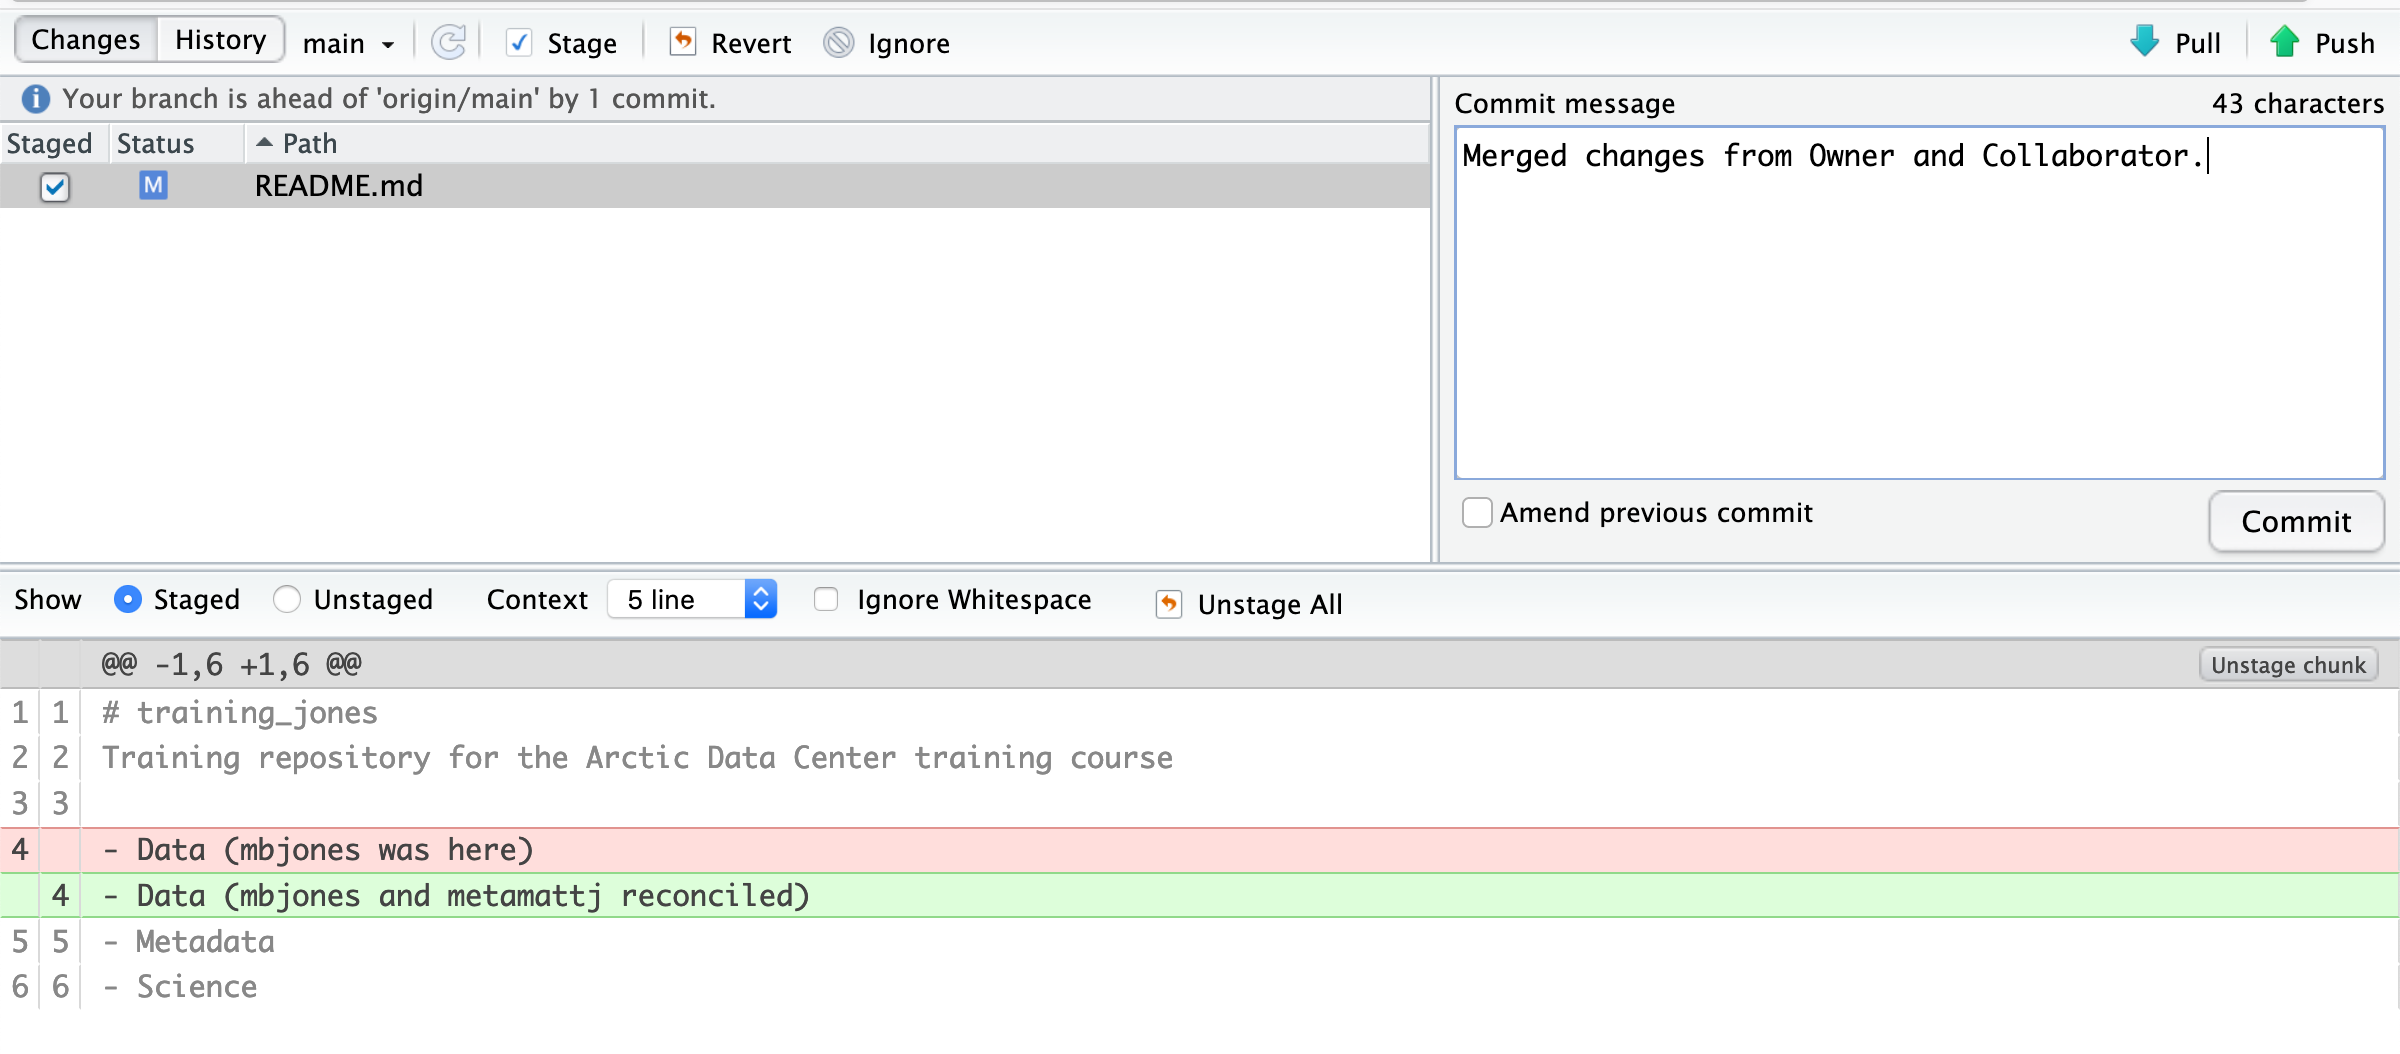 Changes History main Stage Revert Ignore Pull Push
Your branch is ahead of 'origin/main' by 1 commit.
Commit message 43 characters
Staged Status Path
M README.md
Merged changes from Owner and Collaborator.
Amend previous commit
Commit
Show Staged Unstaged Context 5 line Ignore Whitespace Unstage All
@@ -1,6 +1,6 @@ Unstage chunk
1 1 # training_jones
2 2 Training repository for the Arctic Data Center training course
3 3
4 - Data (mbjones was here)
4 - Data (mbjones and metamattj reconciled)
5 5 - Metadata
6 6 - Science